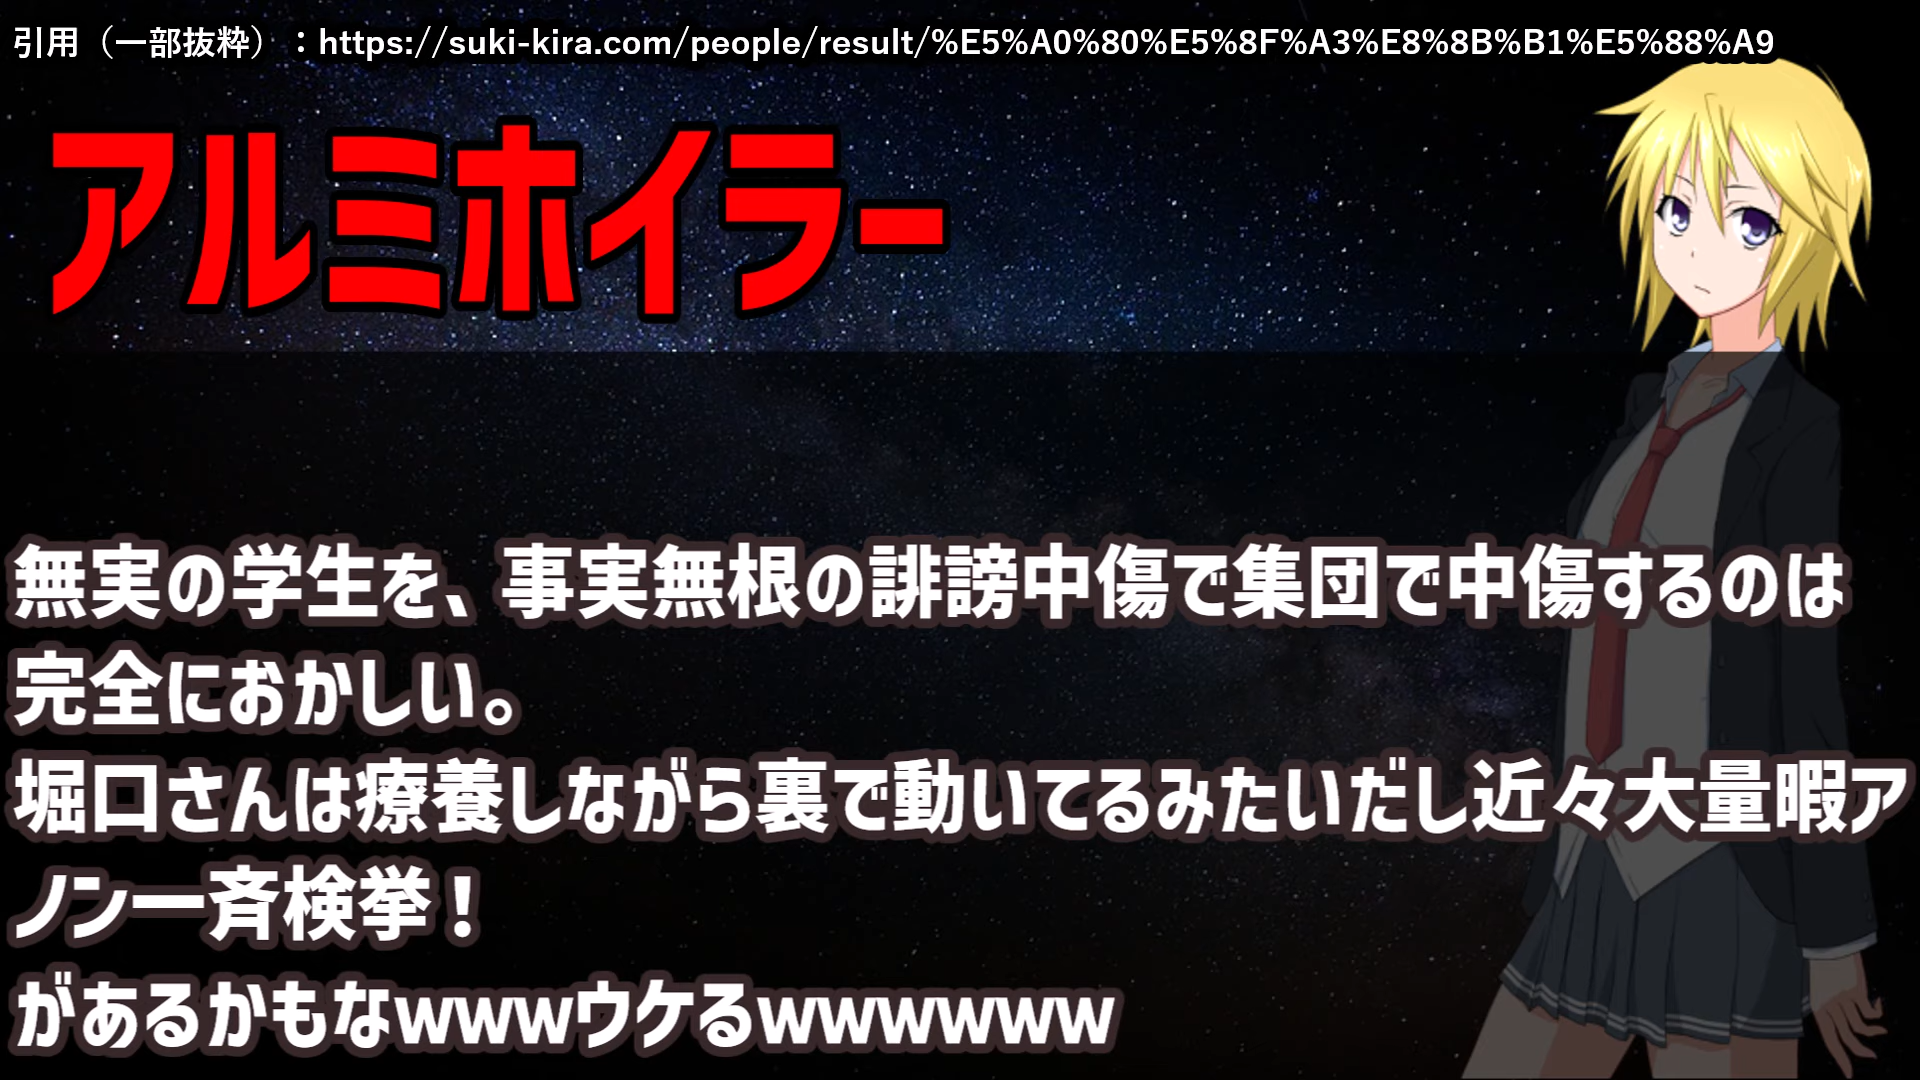 引用（一部抜粋）：https://suki-kira.com/people/result/%E5%A0%80%E5%8F%A3%E8%8B%B1%E5%88%A9
アルミホイラー
無実の学生を、事実無根の誹謗中傷で集団で中傷するのは
完全におかしい。
堀口さんは療養しながら裏で動いてるみたいだし近々大量暇ア
ノン一斉検挙！
があるかもなwwwウケるwwwwww